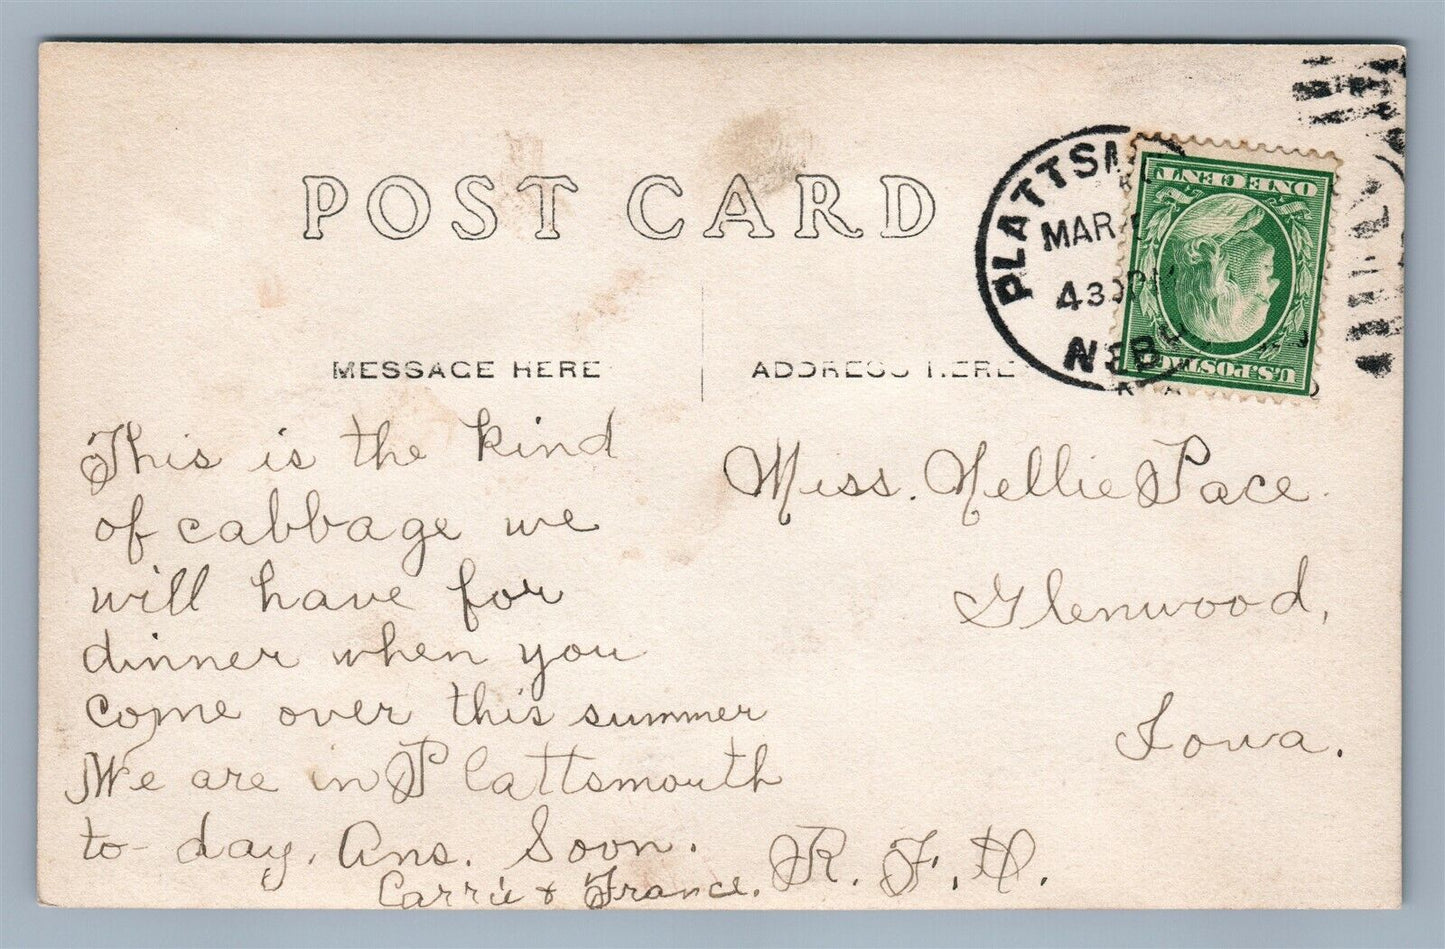 POST CARD
MESSAGE HERE
This is the kind
of cabbage we
will have for
dinner when you
come over this summer
We are in Plattsmouth
to-day. Ans. Soon.
Carrie & France.
ADDRESS HERE
Miss. Nellie Pace.
Glenwood,
Iowa.
R. F. D.
PLATTSM
MAR
430PM
NEBR
ONE CENT
U.S. POSTAGE